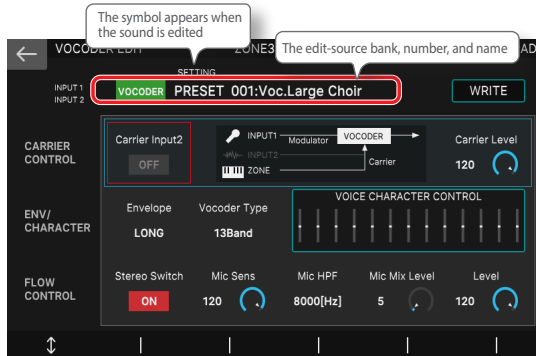 The symbol appears when
the sound is edited
The edit-source bank, number, and name
VOCODER EDIT
ZONE3
SETTING
INPUT 1
INPUT 2
VOCODER PRESET 001:Voc.Large Choir
WRITE
CARRIER
CONTROL
Carrier Input2
OFF
INPUT1
Modulator
VOCODER
INPUT2
ZONE
Carrier
Carrier Level
120
ENV/
CHARACTER
Envelope
LONG
Vocoder Type
13Band
VOICE CHARACTER CONTROL
FLOW
CONTROL
Stereo Switch
ON
Mic Sens
120
Mic HPF
8000[Hz]
Mic Mix Level
5
Level
120